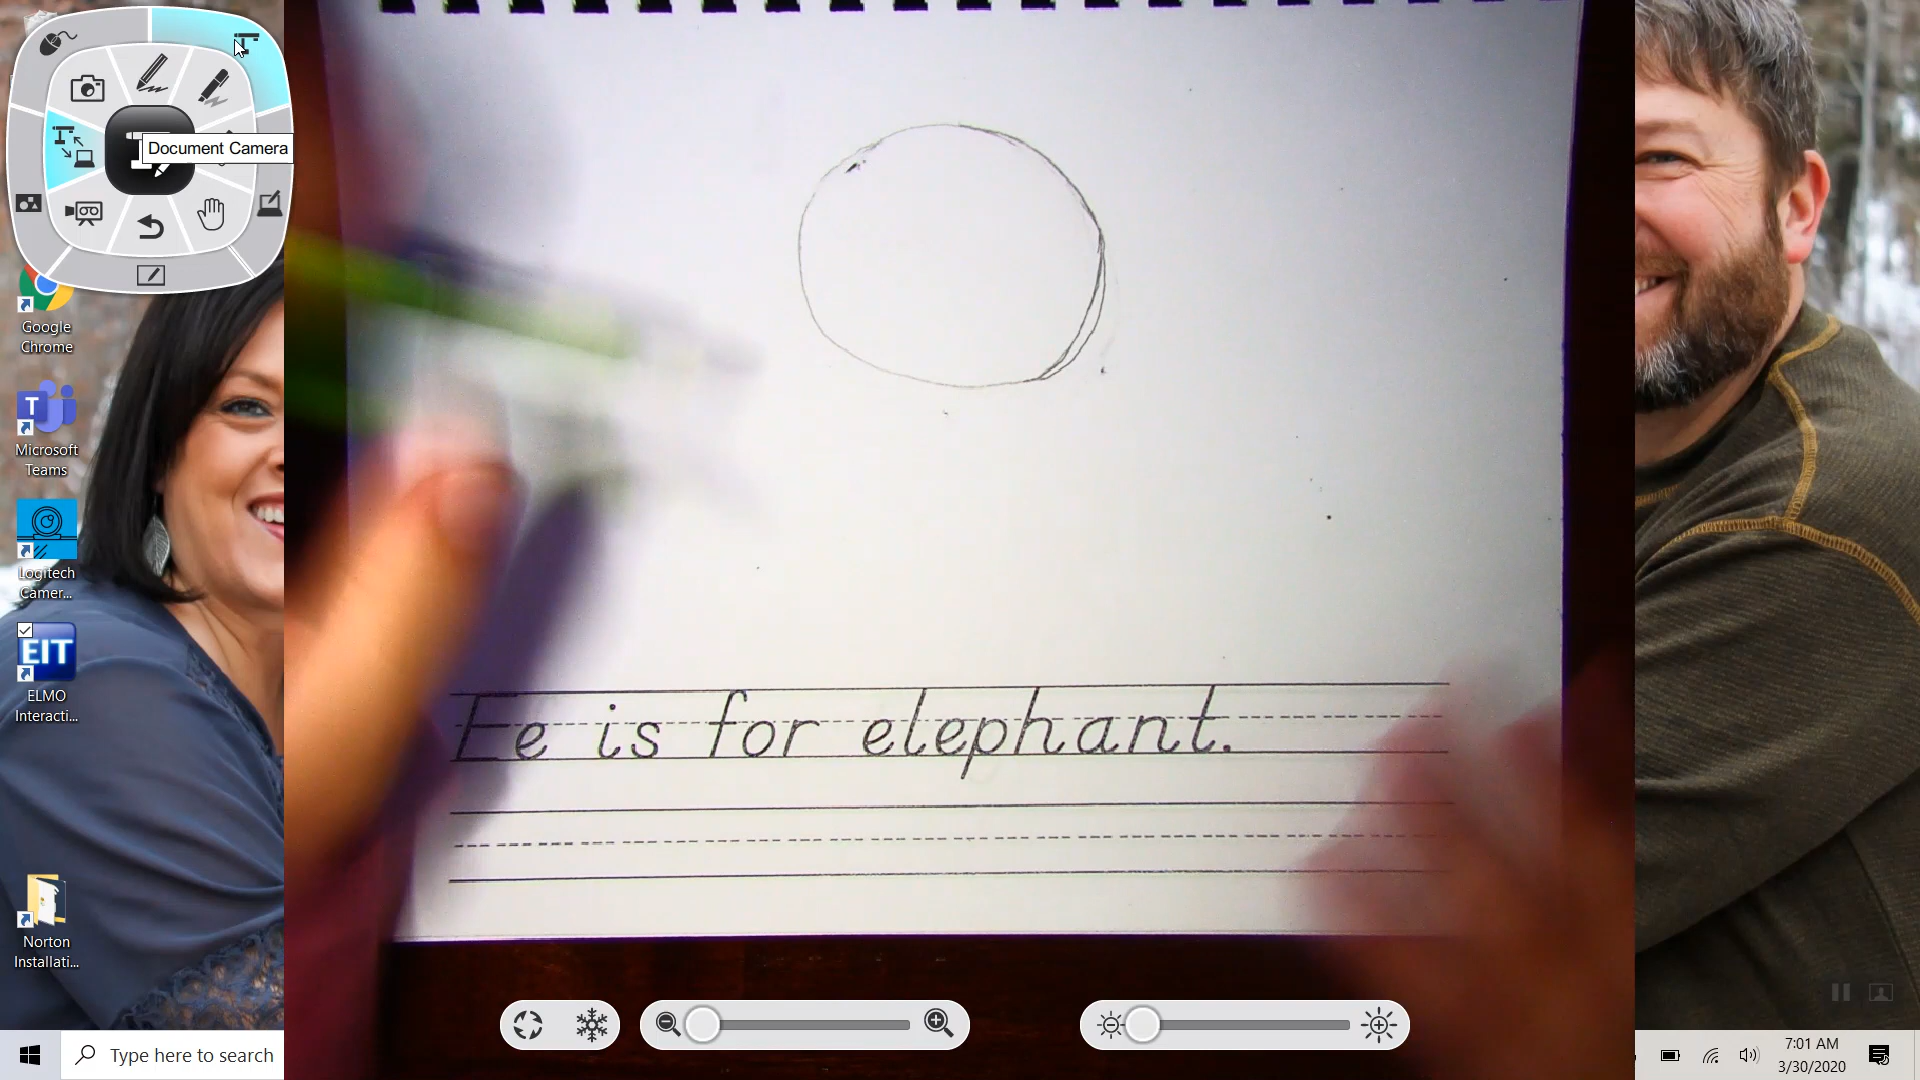 Document Camera
Google
Chrome
Microsoft
Teams
Logitech
Camer...
EIT
ELMO
Interacti...
Norton
Installati...
Ee is for elephant.
Type here to search
7:01 AM
3/30/2020